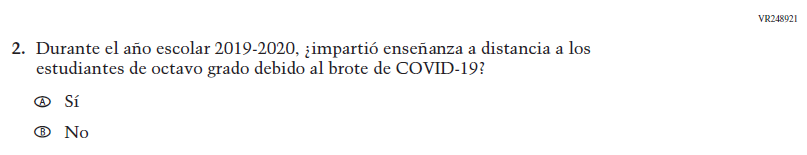 VR248921
2. Durante el año escolar 2019-2020, ¿impartió enseñanza a distancia a los
estudiantes de octavo grado debido al brote de COVID-19?
Ⓐ Sí
Ⓑ No